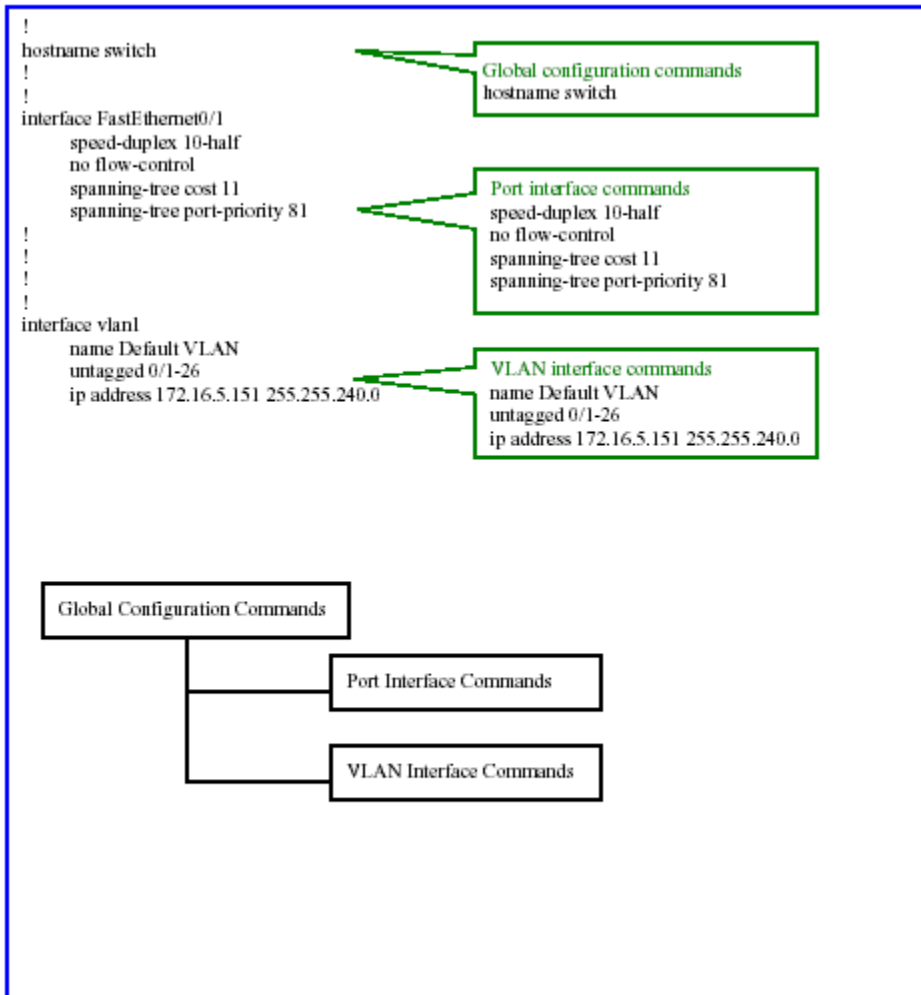 !
hostname switch
!
!
interface FastEthernet0/1
speed-duplex 10-half
no flow-control
spanning-tree cost 11
spanning-tree port-priority 81
!
!
!
!
interface vlan1
name Default VLAN
untagged 0/1-26
ip address 172.16.5.151 255.255.240.0
Global configuration commands
hostname switch
Port interface commands
speed-duplex 10-half
no flow-control
spanning-tree cost 11
spanning-tree port-priority 81
VLAN interface commands
name Default VLAN
untagged 0/1-26
ip address 172.16.5.151 255.255.240.0
Global Configuration Commands
Port Interface Commands
VLAN Interface Commands